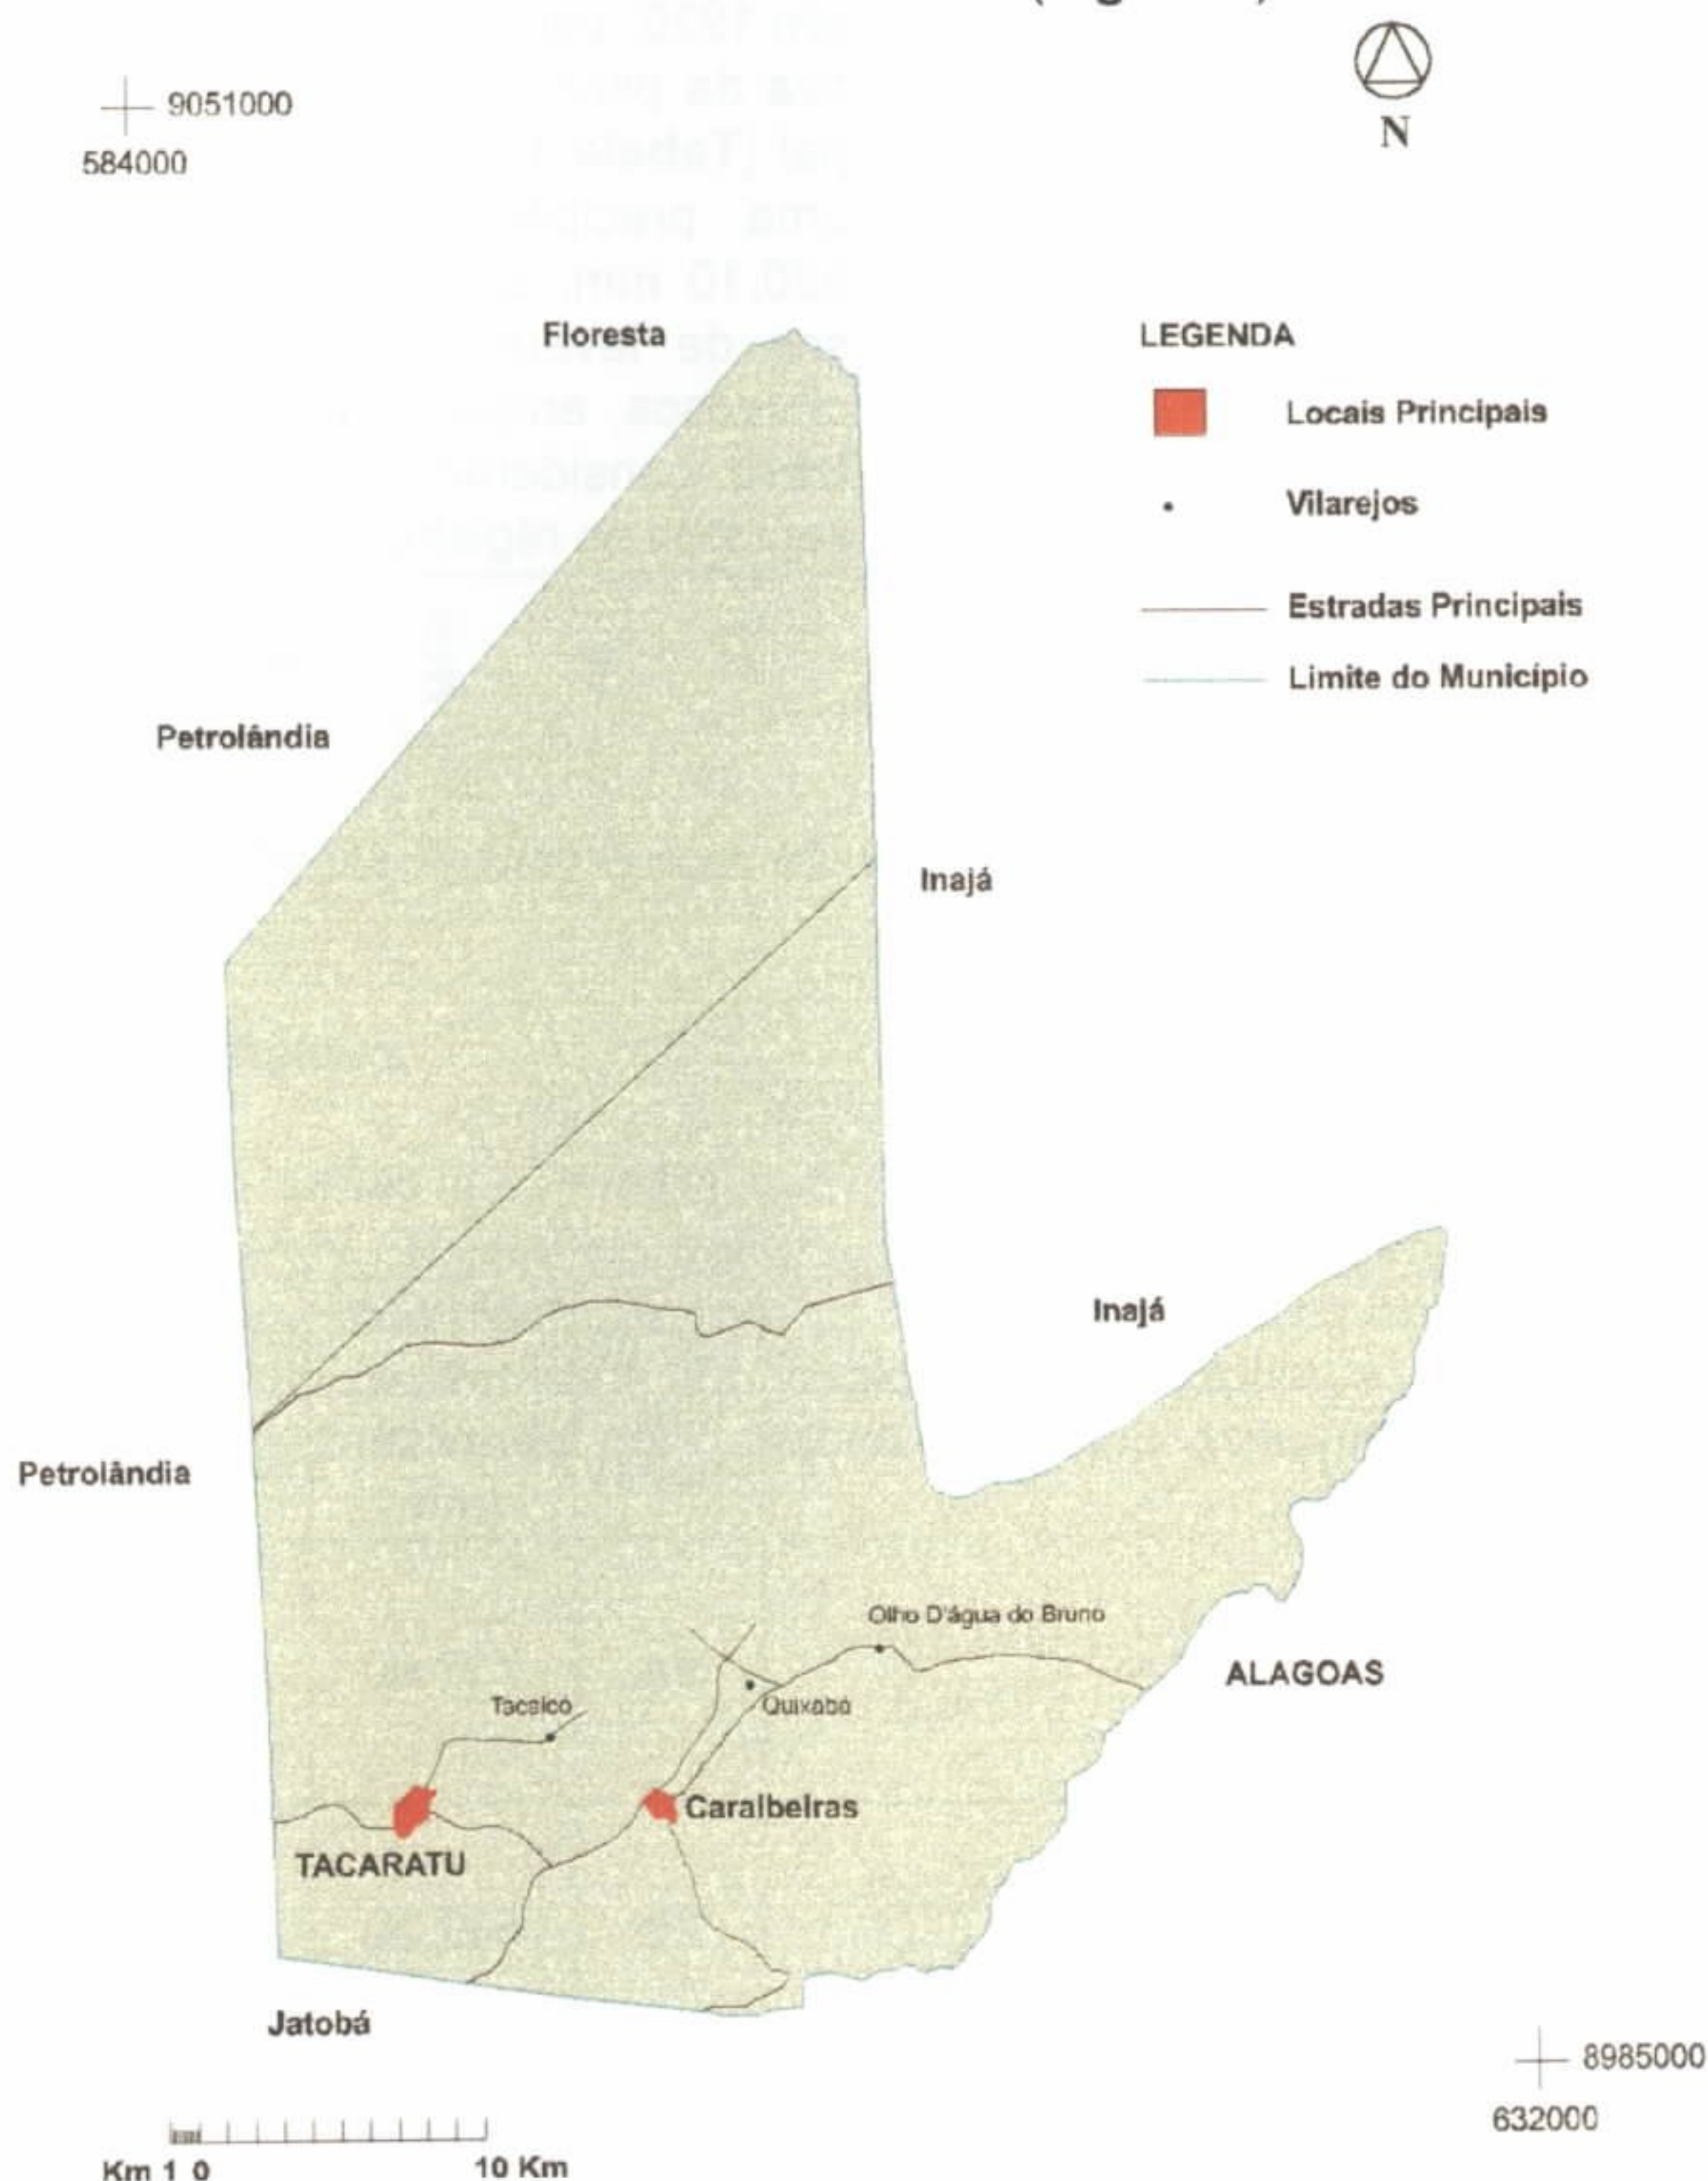 9051000
584000
N
Floresta
LEGENDA
Locais Principais
Vilarejos
Estradas Principais
Limite do Município
Petrolândia
Inajá
Inajá
Petrolândia
Olho D'água do Bruno
ALAGOAS
Tacaico
Quixaba
Caraibeiras
TACARATU
Jatobá
8985000
632000
Km 1 0 10 Km